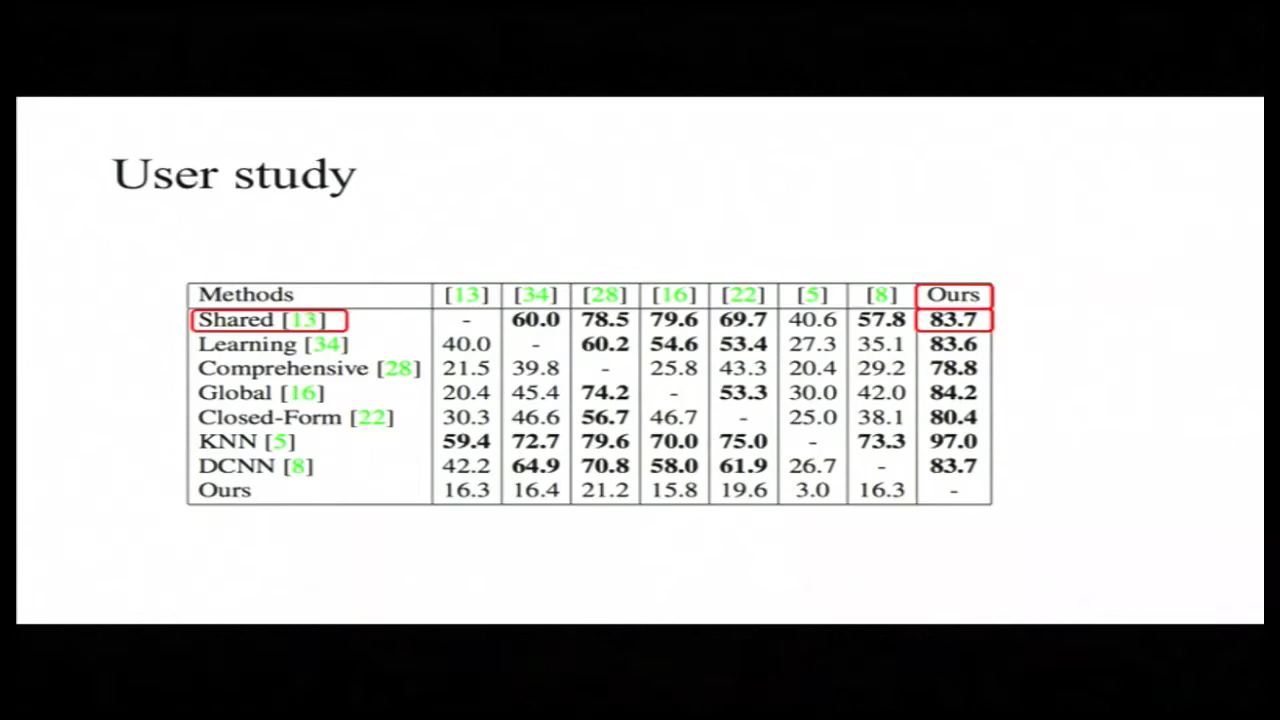 User study
Methods [13] [34] [28] [16] [22] [5] [8] Ours
Shared [13] - 60.0 78.5 79.6 69.7 40.6 57.8 83.7
Learning [34] 40.0 - 60.2 54.6 53.4 27.3 35.1 83.6
Comprehensive [28] 21.5 39.8 - 25.8 43.3 20.4 29.2 78.8
Global [16] 20.4 45.4 74.2 - 53.3 30.0 42.0 84.2
Closed-Form [22] 30.3 46.6 56.7 46.7 - 25.0 38.1 80.4
KNN [5] 59.4 72.7 79.6 70.0 75.0 - 73.3 97.0
DCNN [8] 42.2 64.9 70.8 58.0 61.9 26.7 - 83.7
Ours 16.3 16.4 21.2 15.8 19.6 3.0 16.3 -